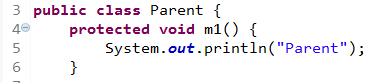 3 public class Parent {
4 protected void m1() {
5 System.out.println("Parent");
6 }